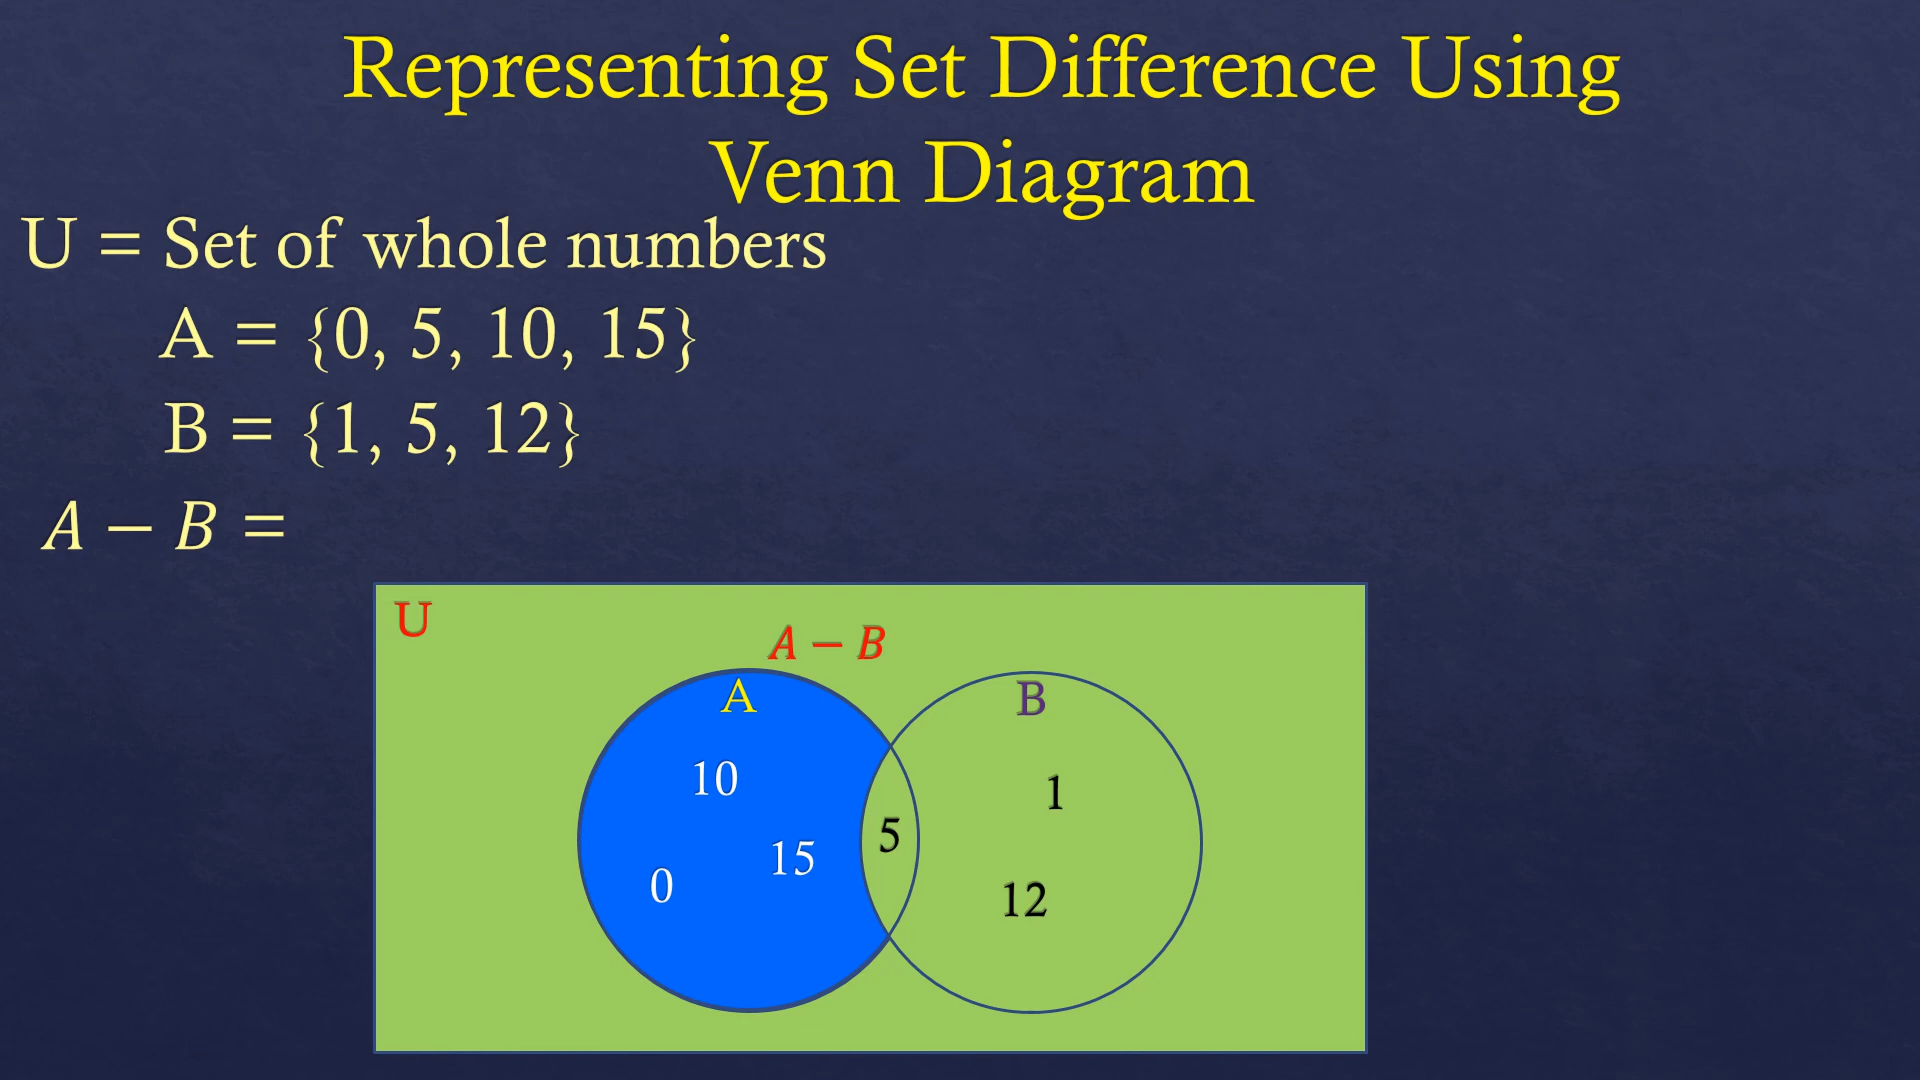 Representing Set Difference Using
Venn Diagram
U = Set of whole numbers
A = {0, 5, 10, 15}
B = {1, 5, 12}
A − B =
U
A − B
A
B
10
1
5
15
0
12